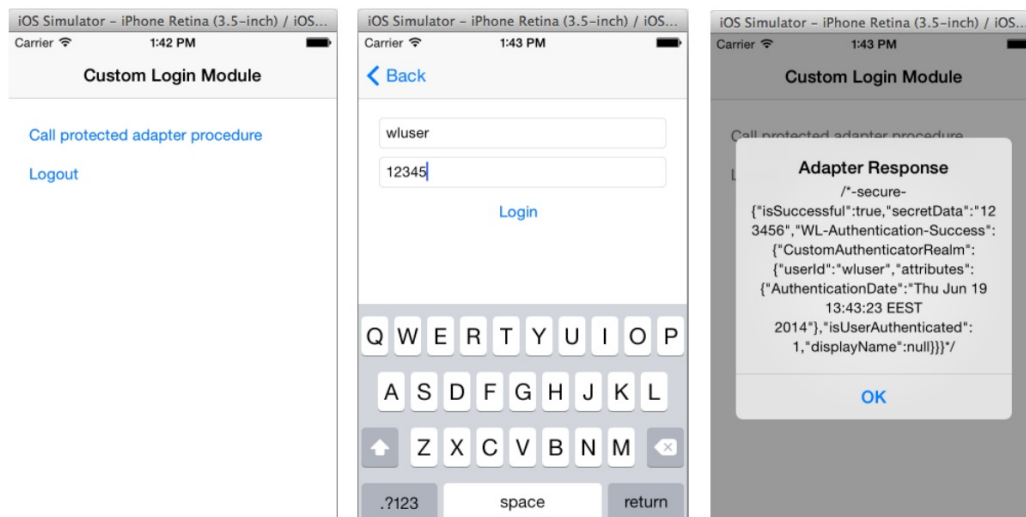 iOS Simulator – iPhone Retina (3.5–inch) / iOS...
Carrier 1:42 PM
Custom Login Module
Call protected adapter procedure
Logout
iOS Simulator – iPhone Retina (3.5–inch) / iOS...
Carrier 1:43 PM
Back
wluser
12345
Login
Q W E R T Y U I O P
A S D F G H J K L
Z X C V B N M
.?123 space return
iOS Simulator – iPhone Retina (3.5–inch) / iOS...
Carrier 1:43 PM
Custom Login Module
Call protected adapter procedure
L
Adapter Response
/*-secure-
{"isSuccessful":true,"secretData":"12
3456","WL-Authentication-Success":
{"CustomAuthenticatorRealm":
{"userId":"wluser","attributes":
{"AuthenticationDate":"Thu Jun 19
13:43:23 EEST
2014"},"isUserAuthenticated":
1,"displayName":null}}}*/
OK